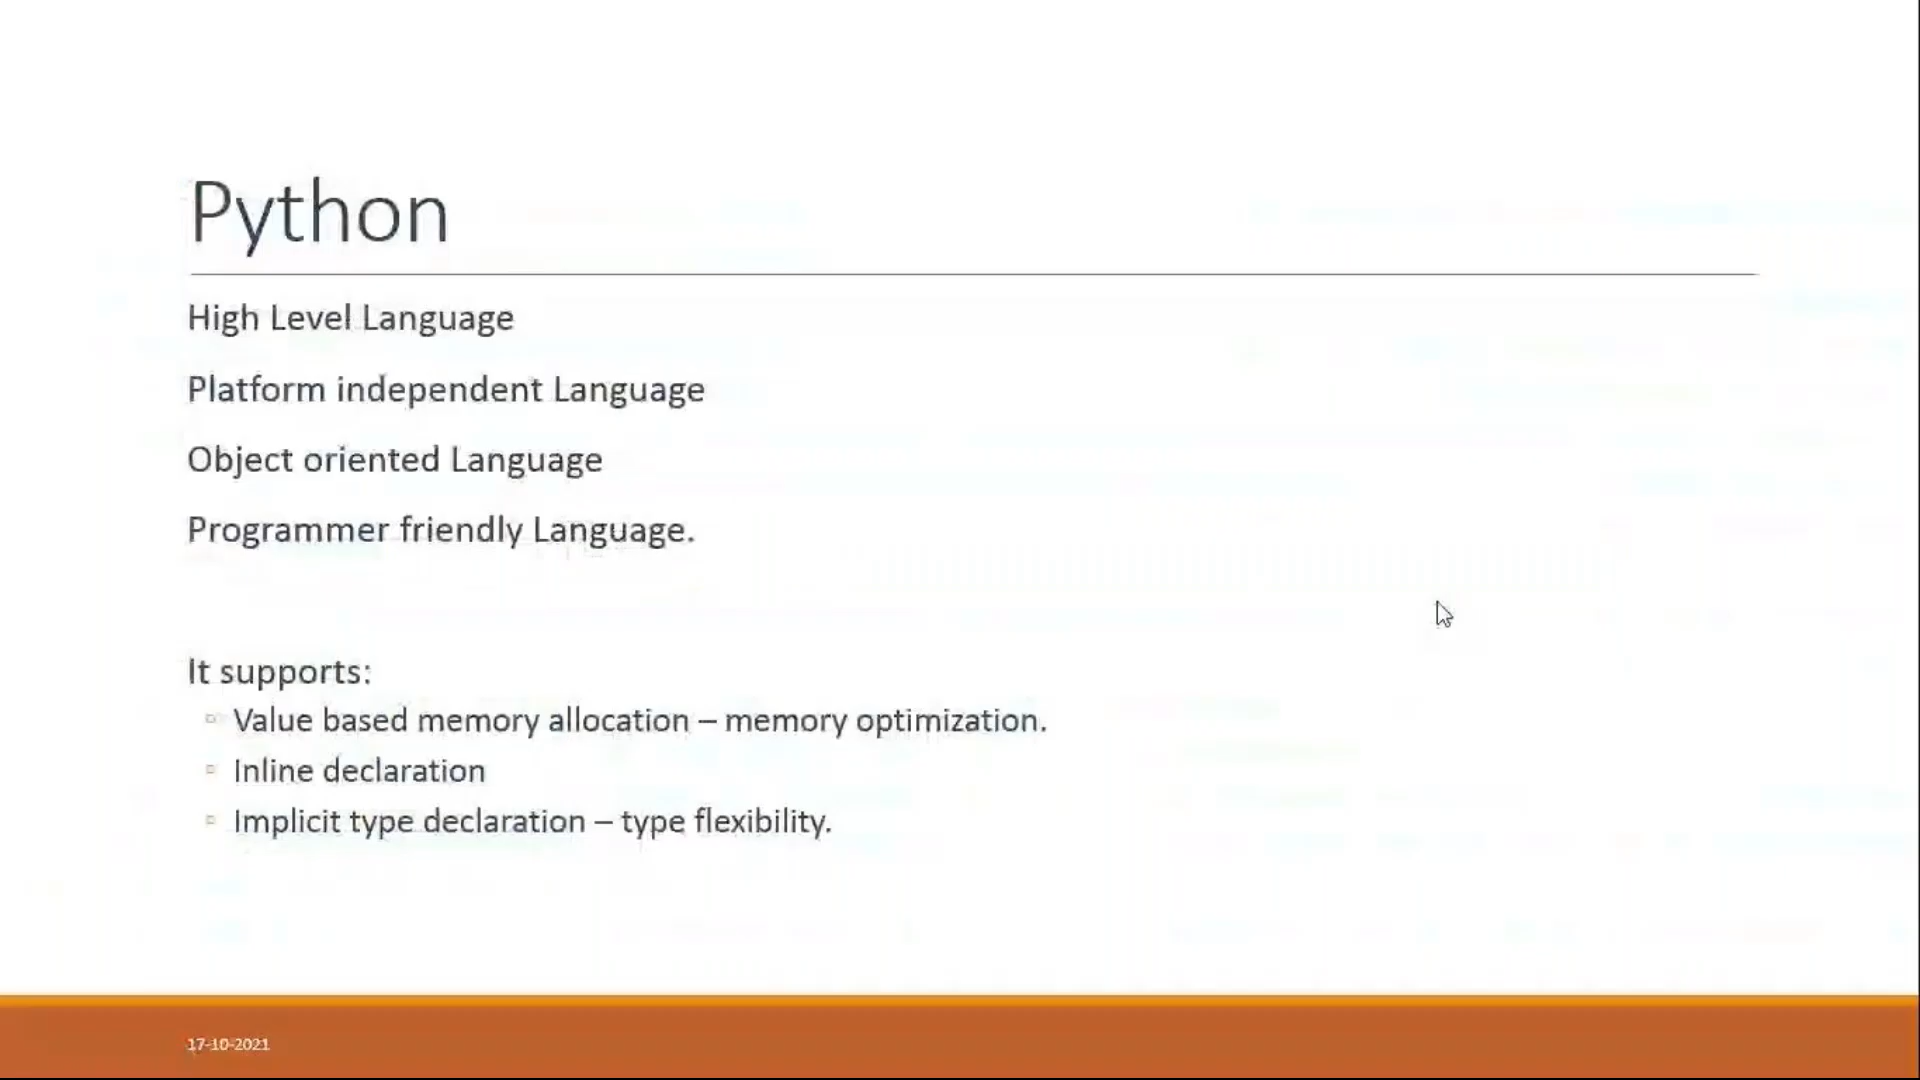 Python
High Level Language
Platform independent Language
Object oriented Language
Programmer friendly Language.
It supports:
Value based memory allocation – memory optimization.
Inline declaration
Implicit type declaration – type flexibility.
17-10-2021